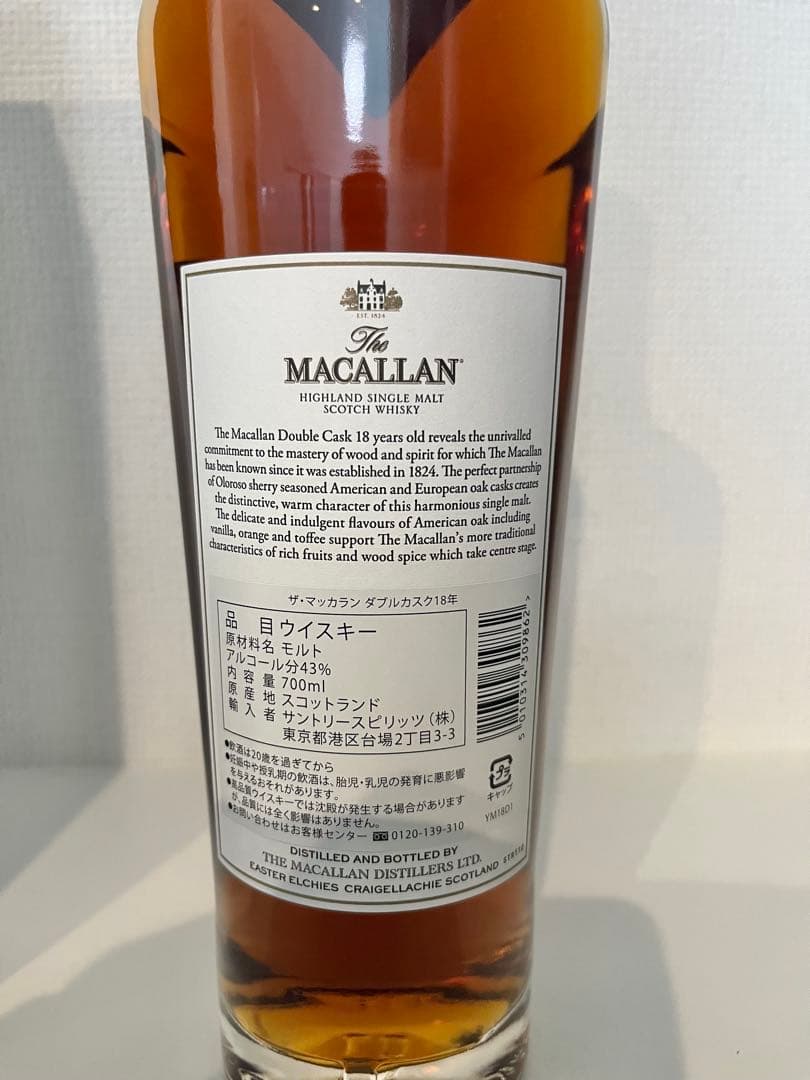 EST. 1824
The
MACALLAN
HIGHLAND SINGLE MALT
SCOTCH WHISKY
The Macallan Double Cask 18 years old reveals the unrivalled
commitment to the mastery of wood and spirit for which The Macallan
has been known since it was established in 1824. The perfect partnership
of Oloroso sherry seasoned American and European oak casks creates
the distinctive, warm character of this harmonious single malt.
The delicate and indulgent flavours of American oak including
vanilla, orange and toffee support The Macallan's more traditional
characteristics of rich fruits and wood spice which take centre stage.
ザ・マッカラン ダブルカスク18年
品目 ウイスキー
原材料名 モルト
アルコール分43%
内容量 700ml
原産地 スコットランド
輸入者 サントリースピリッツ(株)
東京都港区台場2丁目3-3
5 010314 309862 >
●飲酒は20歳を過ぎてから
●妊娠中や授乳期の飲酒は、胎児・乳児の発育に悪影響
を与えるおそれがあります。
●高品質ウイスキーでは沈殿が発生する場合があります
が、品質には全く影響はありません。
●お問い合わせはお客様センター 0120-139-310
プラ
キャップ
YM18D1
DISTILLED AND BOTTLED BY
THE MACALLAN DISTILLERS LTD.
EASTER ELCHIES CRAIGELLACHIE SCOTLAND